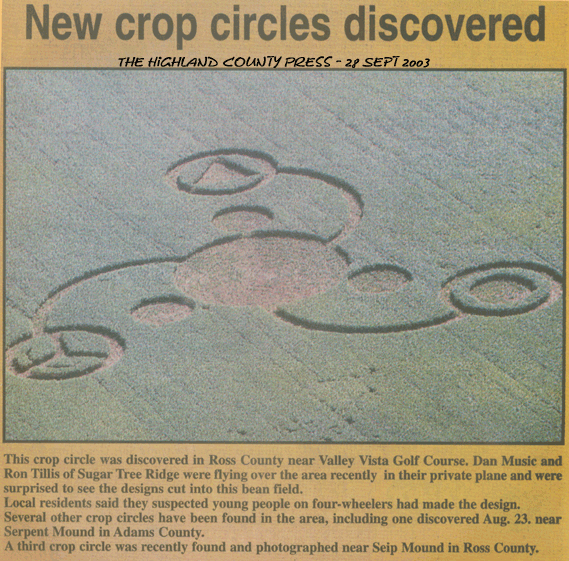 New crop circles discovered
THE HIGHLAND COUNTY PRESS - 28 SEPT 2003
This crop circle was discovered in Ross County near Valley Vista Golf Course. Dan Music and
Ron Tillis of Sugar Tree Ridge were flying over the area recently in their private plane and were
surprised to see the designs cut into this bean field.
Local residents said they suspected young people on four-wheelers had made the design.
Several other crop circles have been found in the area, including one discovered Aug. 23. near
Serpent Mound in Adams County.
A third crop circle was recently found and photographed near Seip Mound in Ross County.